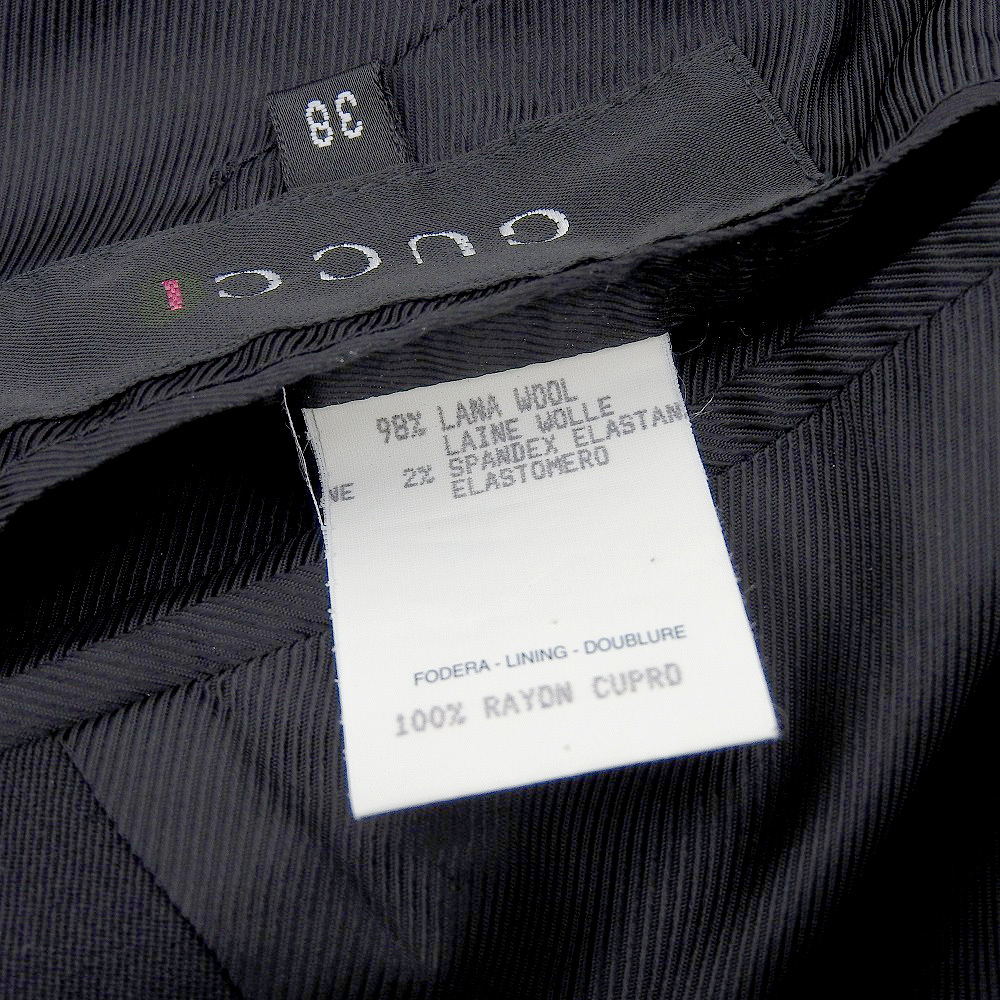 38
GUCCI
98% LANA WOOL
LAINE WOLLE
2% SPANDEX ELASTAN
ELASTOMERO
NE
FODERA - LINING - DOUBLURE
100% RAYON CUPRO